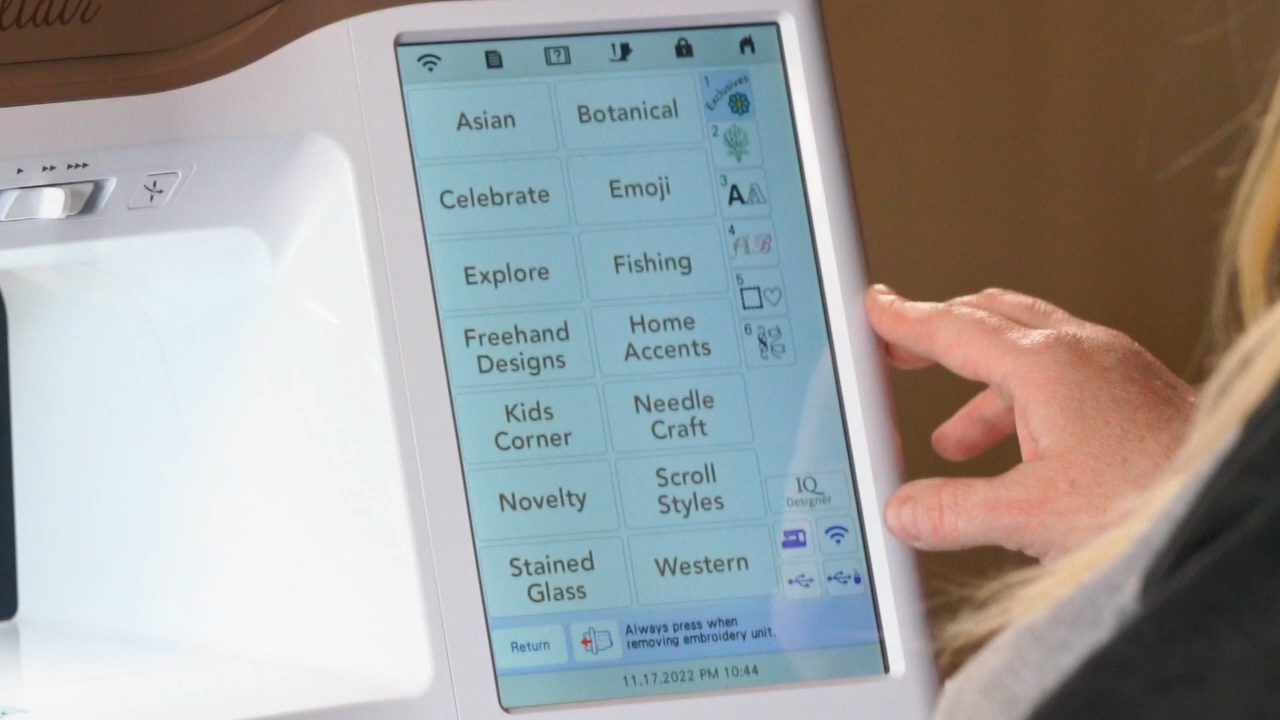 Asian
Botanical
1
Exclusives
2
Celebrate
Emoji
3
AA
4
AB
Explore
Fishing
5
Freehand
Designs
Home
Accents
6
Kids
Corner
Needle
Craft
Novelty
Scroll
Styles
IQ
Designer
Stained
Glass
Western
Return
Always press when
removing embroidery unit.
11.17.2022 PM 10:44